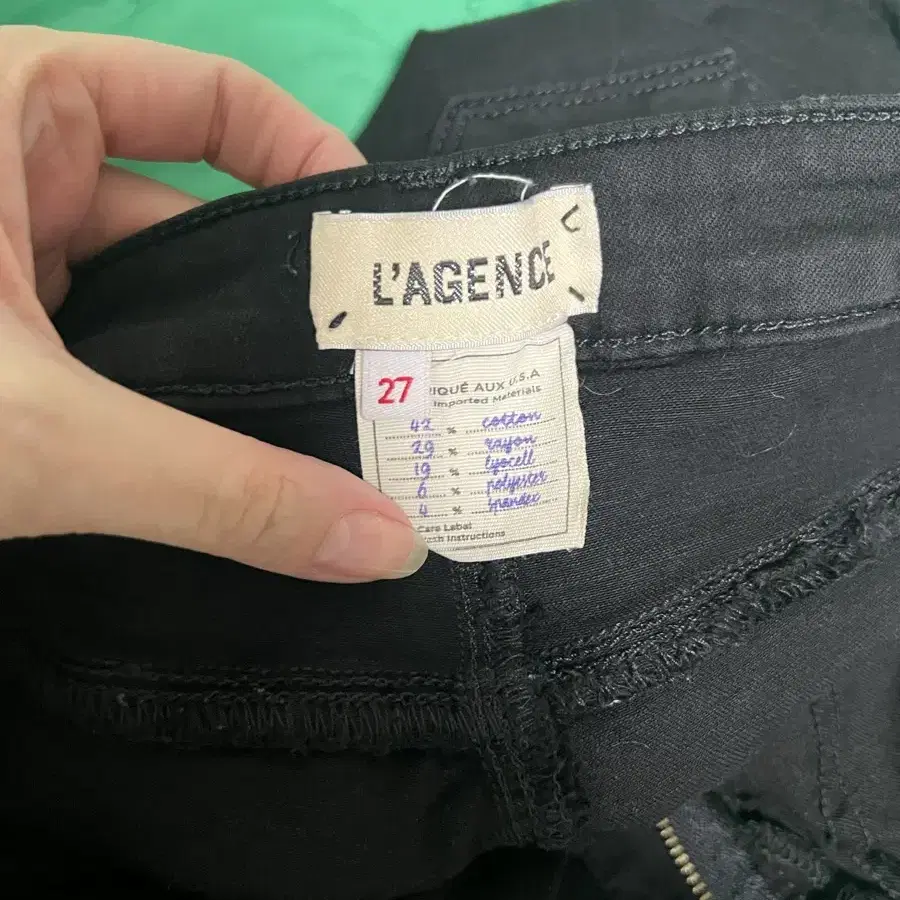 L'AGENCE
27
IQUÉ AUX U.S.A
Imported Materials
42 % cotton
29 % rayon
19 % lyocell
6 % polyester
4 % spandex
Care Label
ash Instructions